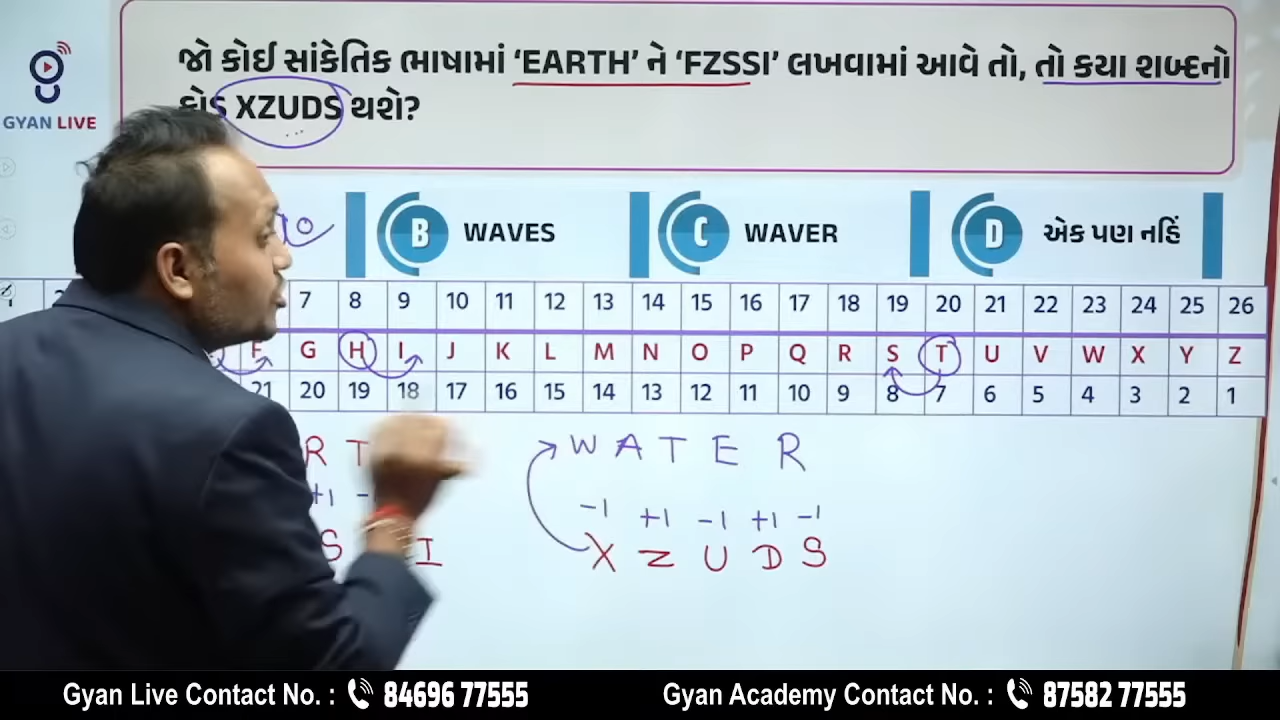 જો કોઈ સાંકેતિક ભાષામાં ‘EARTH’ ને ‘FZSSI’ લખવામાં આવે તો, તો કયા શબ્દનો
કોડ XZUDS થશે?
GYAN LIVE
B WAVES C WAVER D એક પણ નહિં
7 8 9 10 11 12 13 14 15 16 17 18 19 20 21 22 23 24 25 26
F G H I J K L M N O P Q R S T U V W X Y Z
21 20 19 18 17 16 15 14 13 12 11 10 9 8 7 6 5 4 3 2 1
R T W A T E R
+1 -1 +1 -1 +1 -1
S I X Z U D S
Gyan Live Contact No. : 84696 77555 Gyan Academy Contact No. : 87582 77555